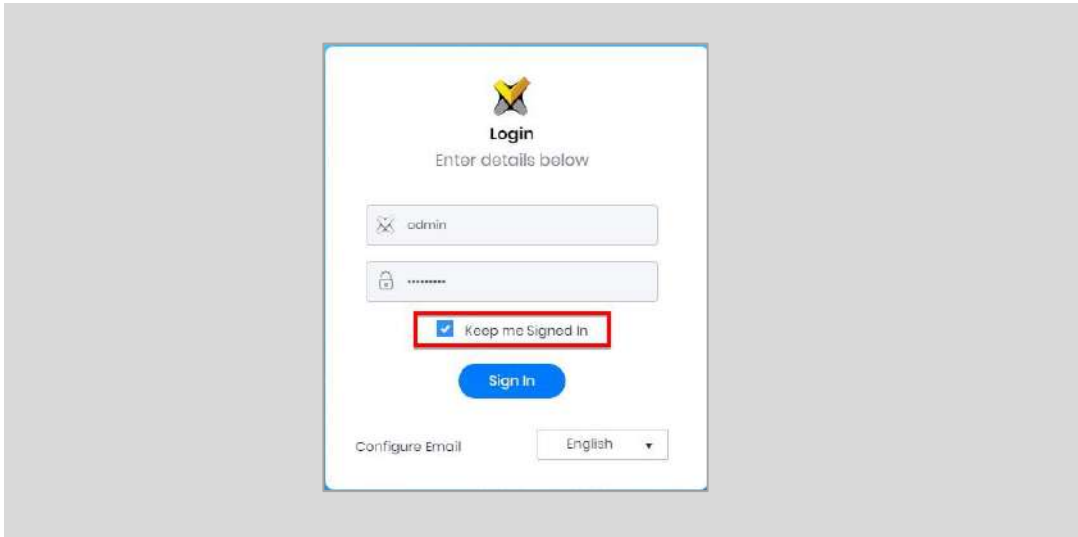 Login
Enter details below
admin
•••••••••
Keep me Signed In
Sign In
Configure Email
English